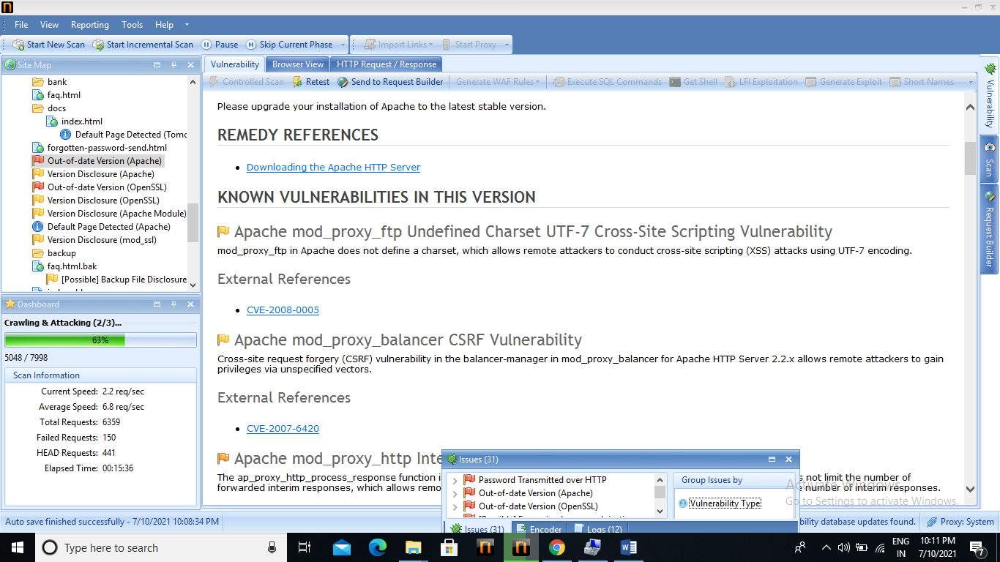 n
File View Reporting Tools Help
Start New Scan Start Incremental Scan Pause Skip Current Phase Import Links Start Proxy
Site Map
bank
faq.html
docs
index.html
Default Page Detected (Tomc
forgotten-password-send.html
Out-of-date Version (Apache)
Version Disclosure (Apache)
Out-of-date Version (OpenSSL)
Version Disclosure (OpenSSL)
Version Disclosure (Apache Module)
Default Page Detected (Apache)
Version Disclosure (mod_ssl)
backup
faq.html.bak
[Possible] Backup File Disclosure
Dashboard
Crawling & Attacking (2/3)...
63%
5048 / 7998
Scan Information
Current Speed: 2.2 req/sec
Average Speed: 6.8 req/sec
Total Requests: 6359
Failed Requests: 150
HEAD Requests: 441
Elapsed Time: 00:15:36
Vulnerability Browser View HTTP Request / Response
Controlled Scan Retest Send to Request Builder Generate WAF Rules Execute SQL Commands Get Shell LFI Exploitation Generate Exploit Short Names
Please upgrade your installation of Apache to the latest stable version.
REMEDY REFERENCES
• Downloading the Apache HTTP Server
KNOWN VULNERABILITIES IN THIS VERSION
Apache mod_proxy_ftp Undefined Charset UTF-7 Cross-Site Scripting Vulnerability
mod_proxy_ftp in Apache does not define a charset, which allows remote attackers to conduct cross-site scripting (XSS) attacks using UTF-7 encoding.
External References
• CVE-2008-0005
Apache mod_proxy_balancer CSRF Vulnerability
Cross-site request forgery (CSRF) vulnerability in the balancer-manager in mod_proxy_balancer for Apache HTTP Server 2.2.x allows remote attackers to gain
privileges via unspecified vectors.
External References
• CVE-2007-6420
Apache mod_proxy_http Inte
The ap_proxy_http_process_response function i
s not limit the number of
forwarded interim responses, which allows remo
e number of interim responses.
Issues (31)
Password Transmitted over HTTP
Out-of-date Version (Apache)
Out-of-date Version (OpenSSL)
Group Issues by
Vulnerability Type
Issues (31) Encoder Logs (12)
Activate Windows
Go to Settings to activate Windows.
Vulnerability
Scan
Request Builder
Auto save finished successfully - 7/10/2021 10:08:34 PM
bility database updates found. Proxy: System
Type here to search
ENG
IN
10:11 PM
7/10/2021
7